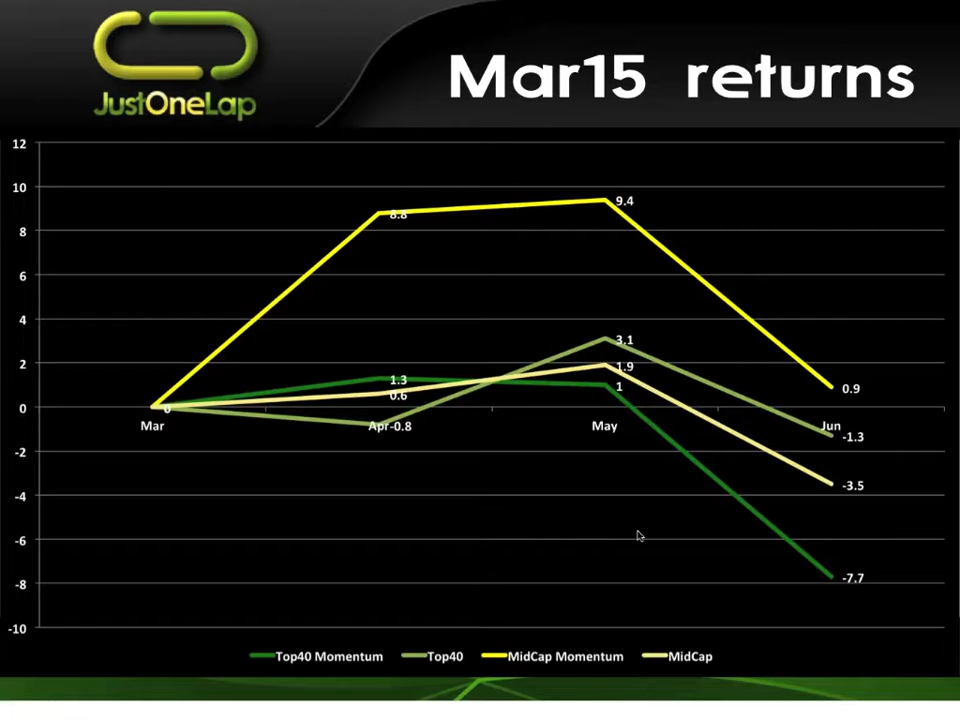 JustOneLap
Mar15 returns
12
10
8
6
4
2
0
-2
-4
-6
-8
-10
8.8
9.4
3.1
1.9
1.3
1
0.6
0.9
0
Mar
Apr
-0.8
May
Jun
-1.3
-3.5
-7.7
Top40 Momentum
Top40
MidCap Momentum
MidCap